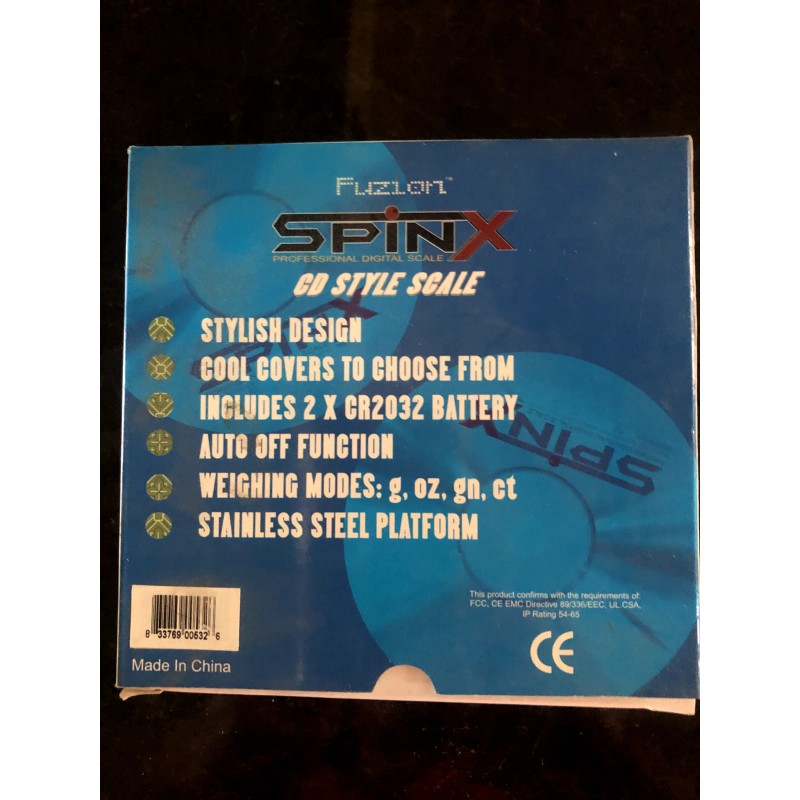 Fuzion™
SPINX
PROFESSIONAL DIGITAL SCALE
CD STYLE SCALE
STYLISH DESIGN
COOL COVERS TO CHOOSE FROM
INCLUDES 2 X CR2032 BATTERY
AUTO OFF FUNCTION
WEIGHING MODES: g, oz, gn, ct
STAINLESS STEEL PLATFORM
SPINX
SPINX
This product confirms with the requirements of:
FCC, CE EMC Directive 89/336/EEC, UL.CSA,
IP Rating 54-65
CE
8 33769 00532 6
Made In China